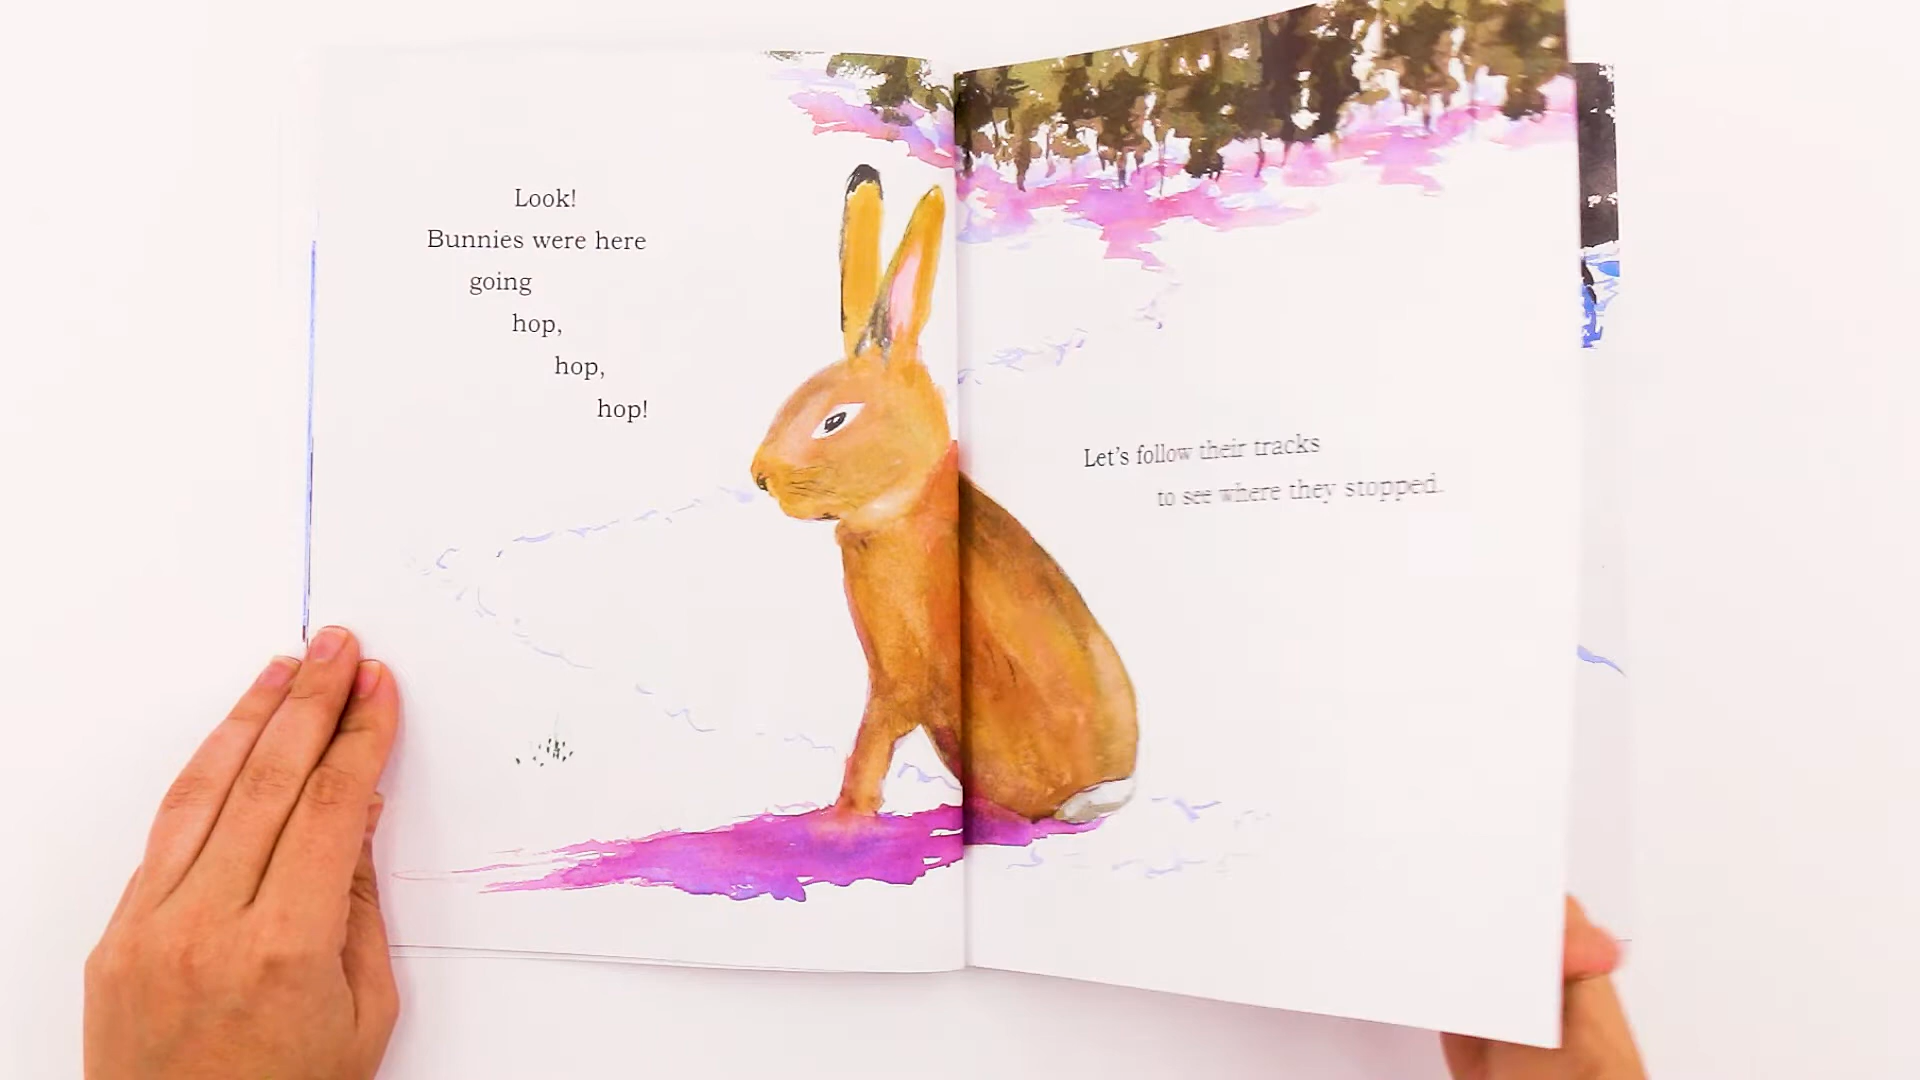 Look!
Bunnies were here
going
hop,
hop,
hop!
Let's follow their tracks
to see where they stopped.